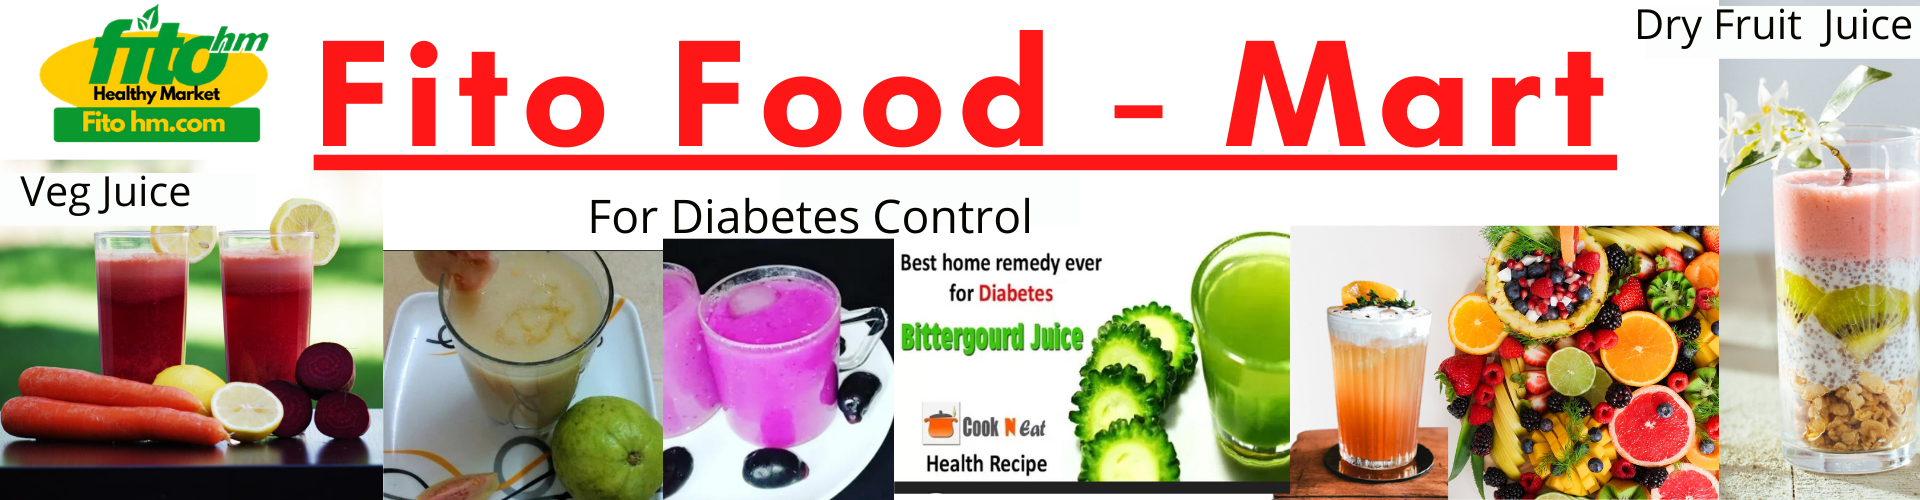 fito hm
Healthy Market
Fito hm.com
Fito Food - Mart
Dry Fruit Juice
Veg Juice
For Diabetes Control
Best home remedy ever
for Diabetes
Bittergourd Juice
Cook N Eat
Health Recipe